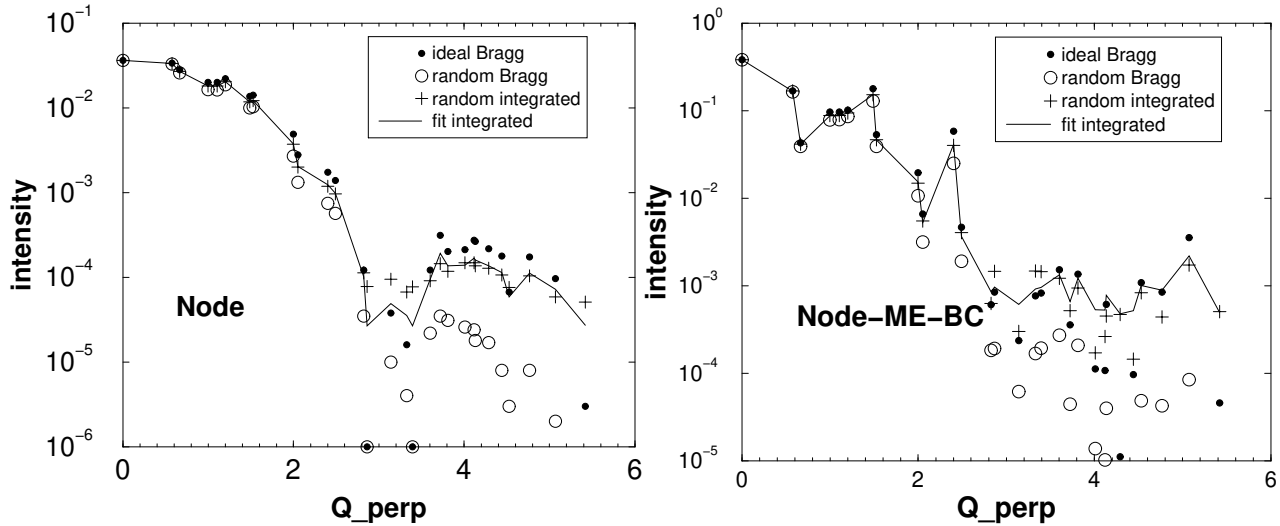 10^-1
10^-2
10^-3
10^-4
10^-5
10^-6
intensity
ideal Bragg
random Bragg
random integrated
fit integrated
Node
0 2 4 6
Q_perp
10^0
10^-1
10^-2
10^-3
10^-4
10^-5
intensity
ideal Bragg
random Bragg
random integrated
fit integrated
Node-ME-BC
0 2 4 6
Q_perp